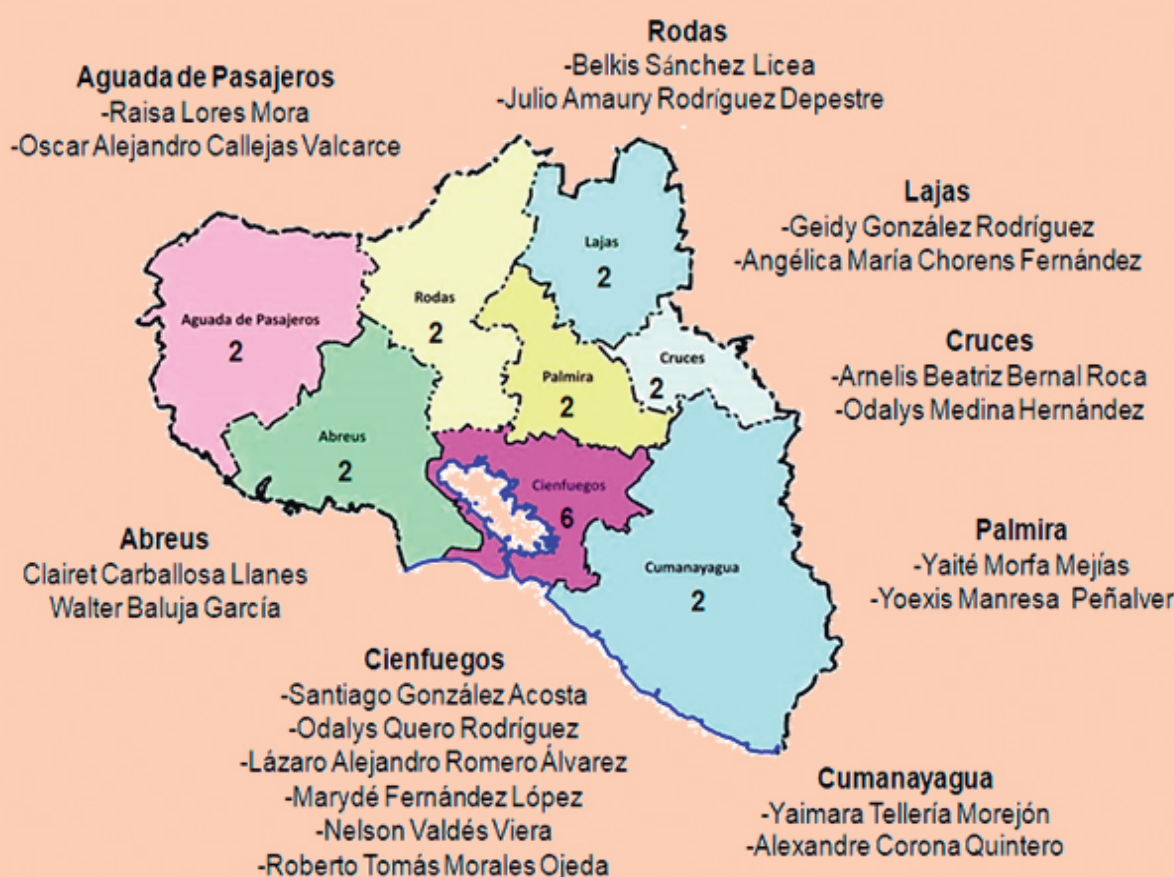 Rodas
-Belkis Sánchez Licea
-Julio Amaury Rodríguez Depestre
Aguada de Pasajeros
-Raisa Lores Mora
-Oscar Alejandro Callejas Valcarce
Lajas
-Geidy González Rodríguez
-Angélica María Chorens Fernández
Cruces
-Arnelis Beatriz Bernal Roca
-Odalys Medina Hernández
Palmira
-Yaité Morfa Mejías
-Yoexis Manresa Peñalver
Lajas
2
Rodas
2
Aguada de Pasajeros
2
Cruces
2
Palmira
2
Abreus
2
Cienfuegos
6
Cumanayagua
2
Abreus
Clairet Carballosa Llanes
Walter Baluja García
Cienfuegos
-Santiago González Acosta
-Odalys Quero Rodríguez
-Lázaro Alejandro Romero Álvarez
-Marydé Fernández López
-Nelson Valdés Viera
-Roberto Tomás Morales Ojeda
Cumanayagua
-Yaimara Tellería Morejón
-Alexandre Corona Quintero